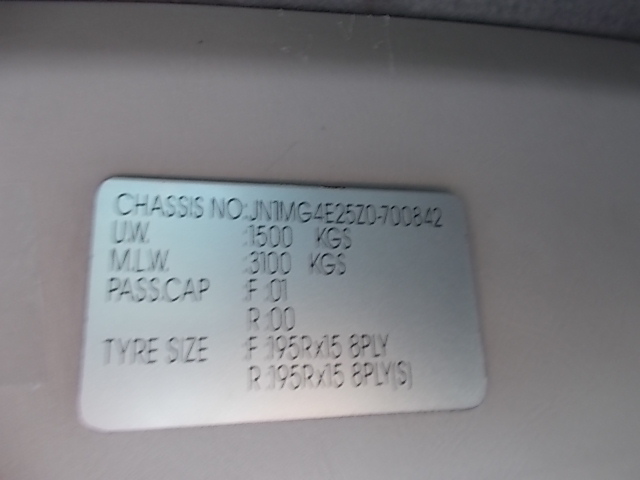 CHASSIS NO:JN1MG4E25Z0-700842
U.W. :1500 KGS
M.L.W. :3100 KGS
PASS.CAP :F :01
R :00
TYRE SIZE :F :195Rx15 8PLY
R :195Rx15 8PLY(S)